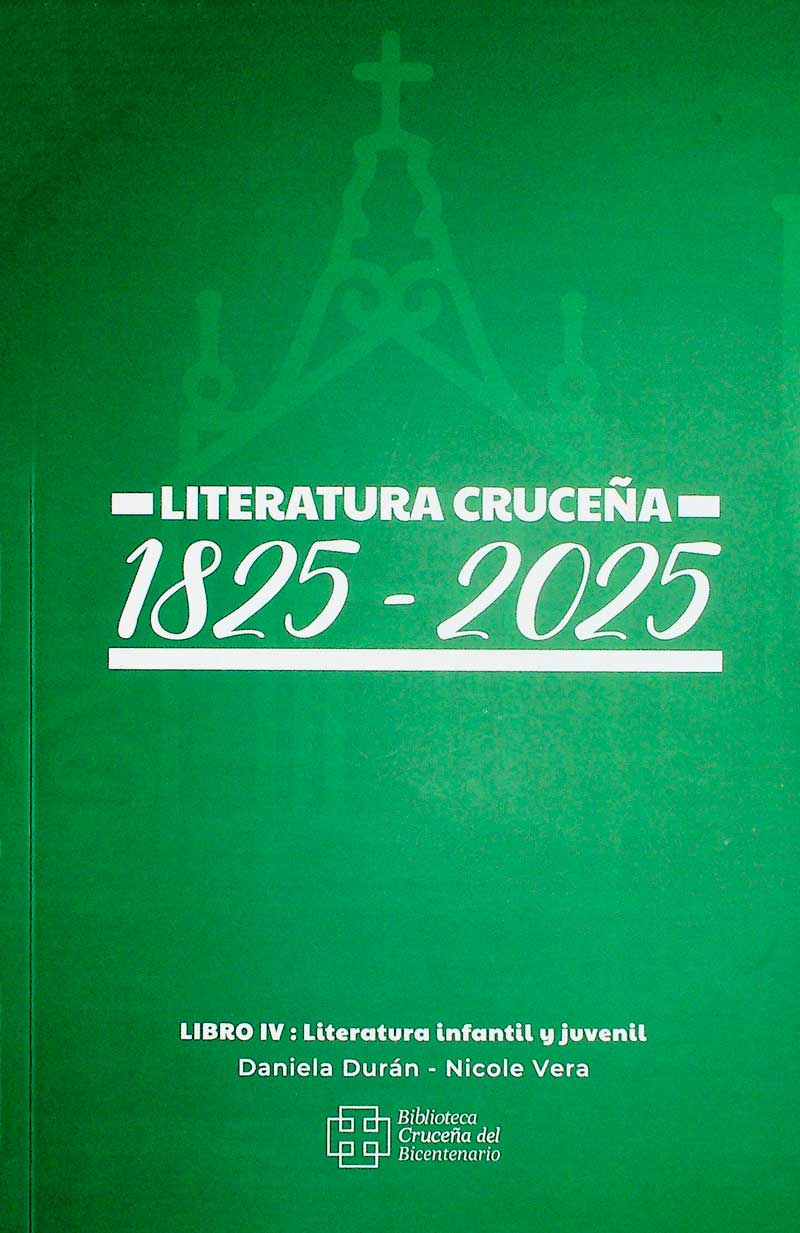 LITERATURA CRUCEÑA
1825 - 2025
LIBRO IV : Literatura infantil y juvenil
Daniela Durán - Nicole Vera
Biblioteca
Cruceña del
Bicentenario